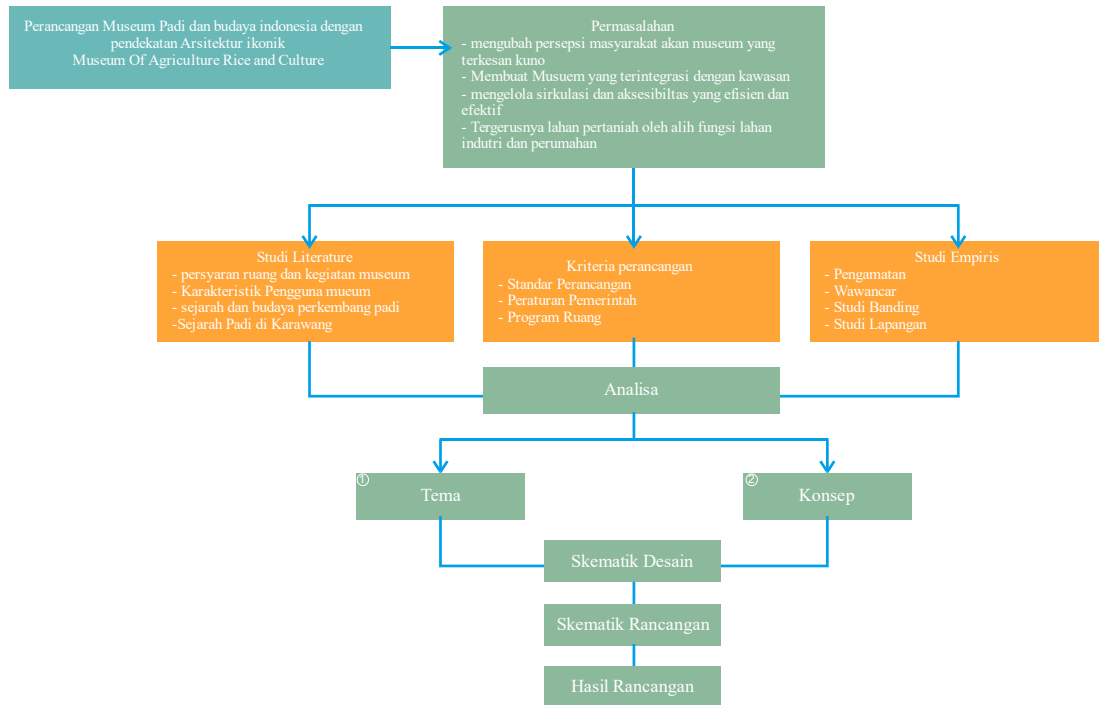 Perancangan Museum Padi dan budaya indonesia dengan
pendekatan Arsitektur ikonik
Museum Of Agriculture Rice and Culture
Permasalahan
- mengubah persepsi masyarakat akan museum yang
terkesan kuno
- Membuat Musuem yang terintegrasi dengan kawasan
- mengelola sirkulasi dan aksesibiltas yang efisien dan
efektif
- Tergerusnya lahan pertaniah oleh alih fungsi lahan
indutri dan perumahan
Studi Literature
- persyaran ruang dan kegiatan museum
- Karakteristik Pengguna mueum
- sejarah dan budaya perkembang padi
-Sejarah Padi di Karawang
Kriteria perancangan
- Standar Perancangan
- Peraturan Pemerintah
- Program Ruang
Studi Empiris
- Pengamatan
- Wawancar
- Studi Banding
- Studi Lapangan
Analisa
①
Tema
②
Konsep
Skematik Desain
Skematik Rancangan
Hasil Rancangan